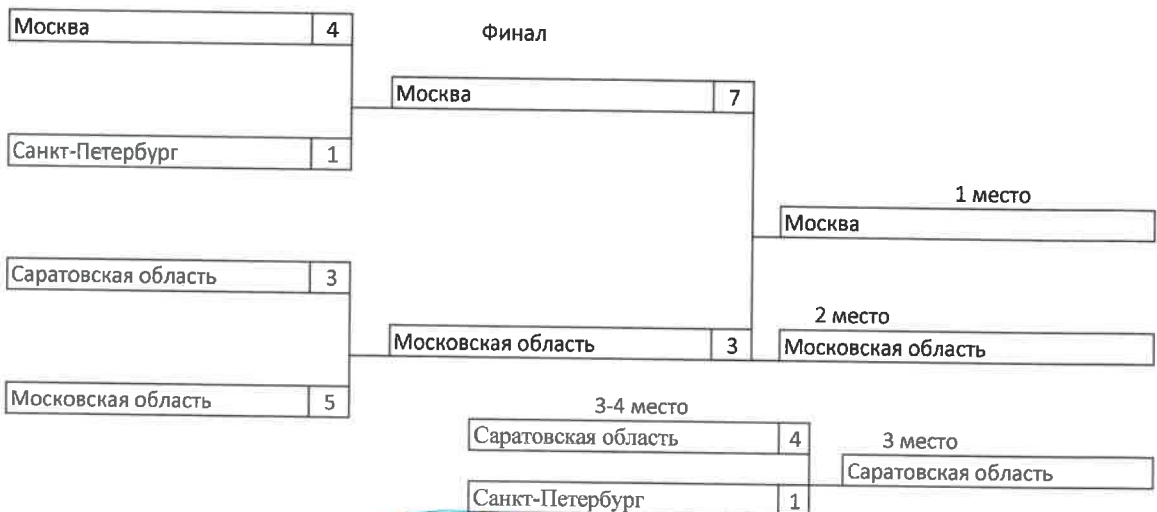 Москва 4
Финал
Москва 7
Санкт-Петербург 1
1 место
Москва
Саратовская область 3
2 место
Московская область 3
Московская область
Московская область 5
3-4 место
Саратовская область 4
3 место
Саратовская область
Санкт-Петербург 1